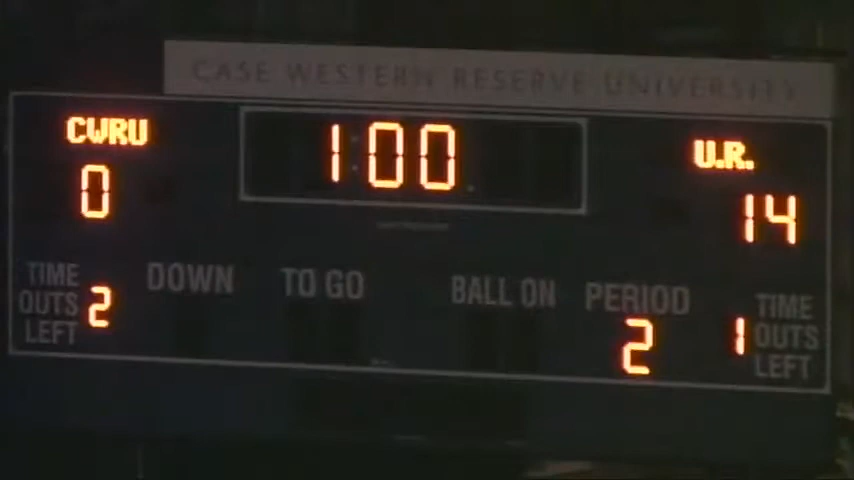 CASE WESTERN RESERVE UNIVERSITY
CWRU
1:00
U.R.
0
14
TIME OUTS LEFT
2
DOWN
TO GO
BALL ON
PERIOD
2
1
TIME OUTS LEFT